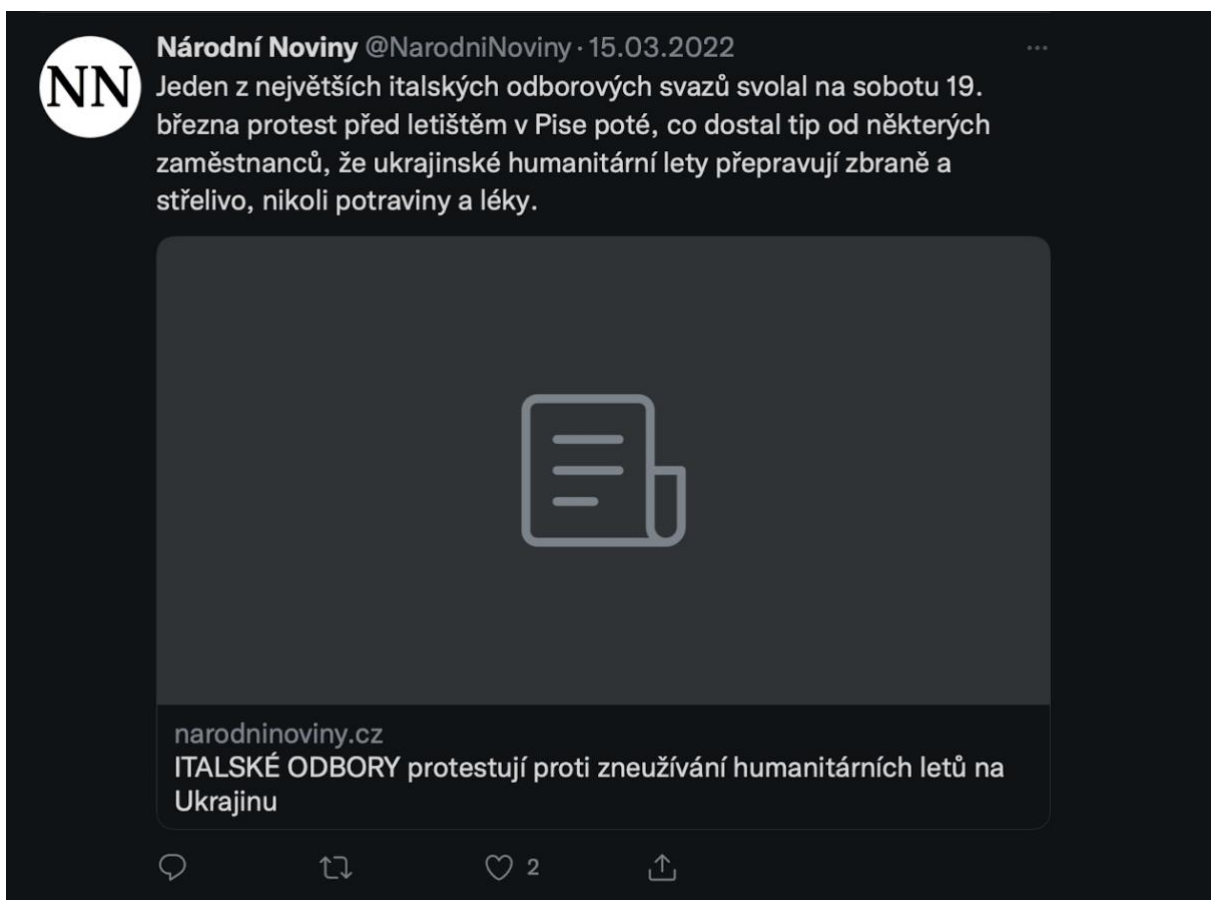 NN
Národní Noviny @NarodniNoviny · 15.03.2022
Jeden z největších italských odborových svazů svolal na sobotu 19.
března protest před letištěm v Pise poté, co dostal tip od některých
zaměstnanců, že ukrajinské humanitární lety přepravují zbraně a
střelivo, nikoli potraviny a léky.
narodninoviny.cz
ITALSKÉ ODBORY protestují proti zneužívání humanitárních letů na
Ukrajinu
2